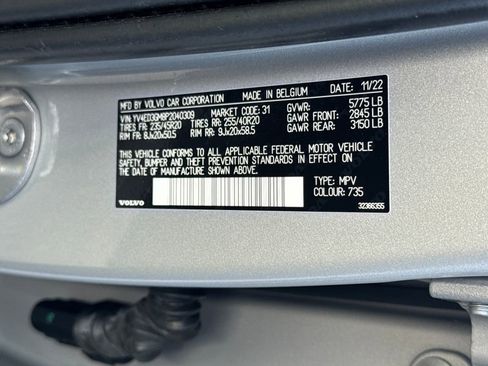 MFD BY VOLVO CAR CORPORATION MADE IN BELGIUM DATE: 11/22
VIN: YV4ED3GM8P2040309 MARKET CODE: 31 GVWR: 5775 LB
TIRES FR: 235/45R20 TIRES RR: 255/40R20 GAWR FRONT: 2845 LB
RIM FR: 8Jx20x50.5 RIM RR: 9Jx20x58.5 GAWR REAR: 3150 LB
THIS VEHICLE CONFORMS TO ALL APPLICABLE FEDERAL MOTOR VEHICLE
SAFETY AND THEFT PREVENTION STANDARDS IN EFFECT ON THE DATE
OF MANUFACTURE SHOWN ABOVE.
TYPE: MPV
COLOUR: 735
VOLVO 32366355